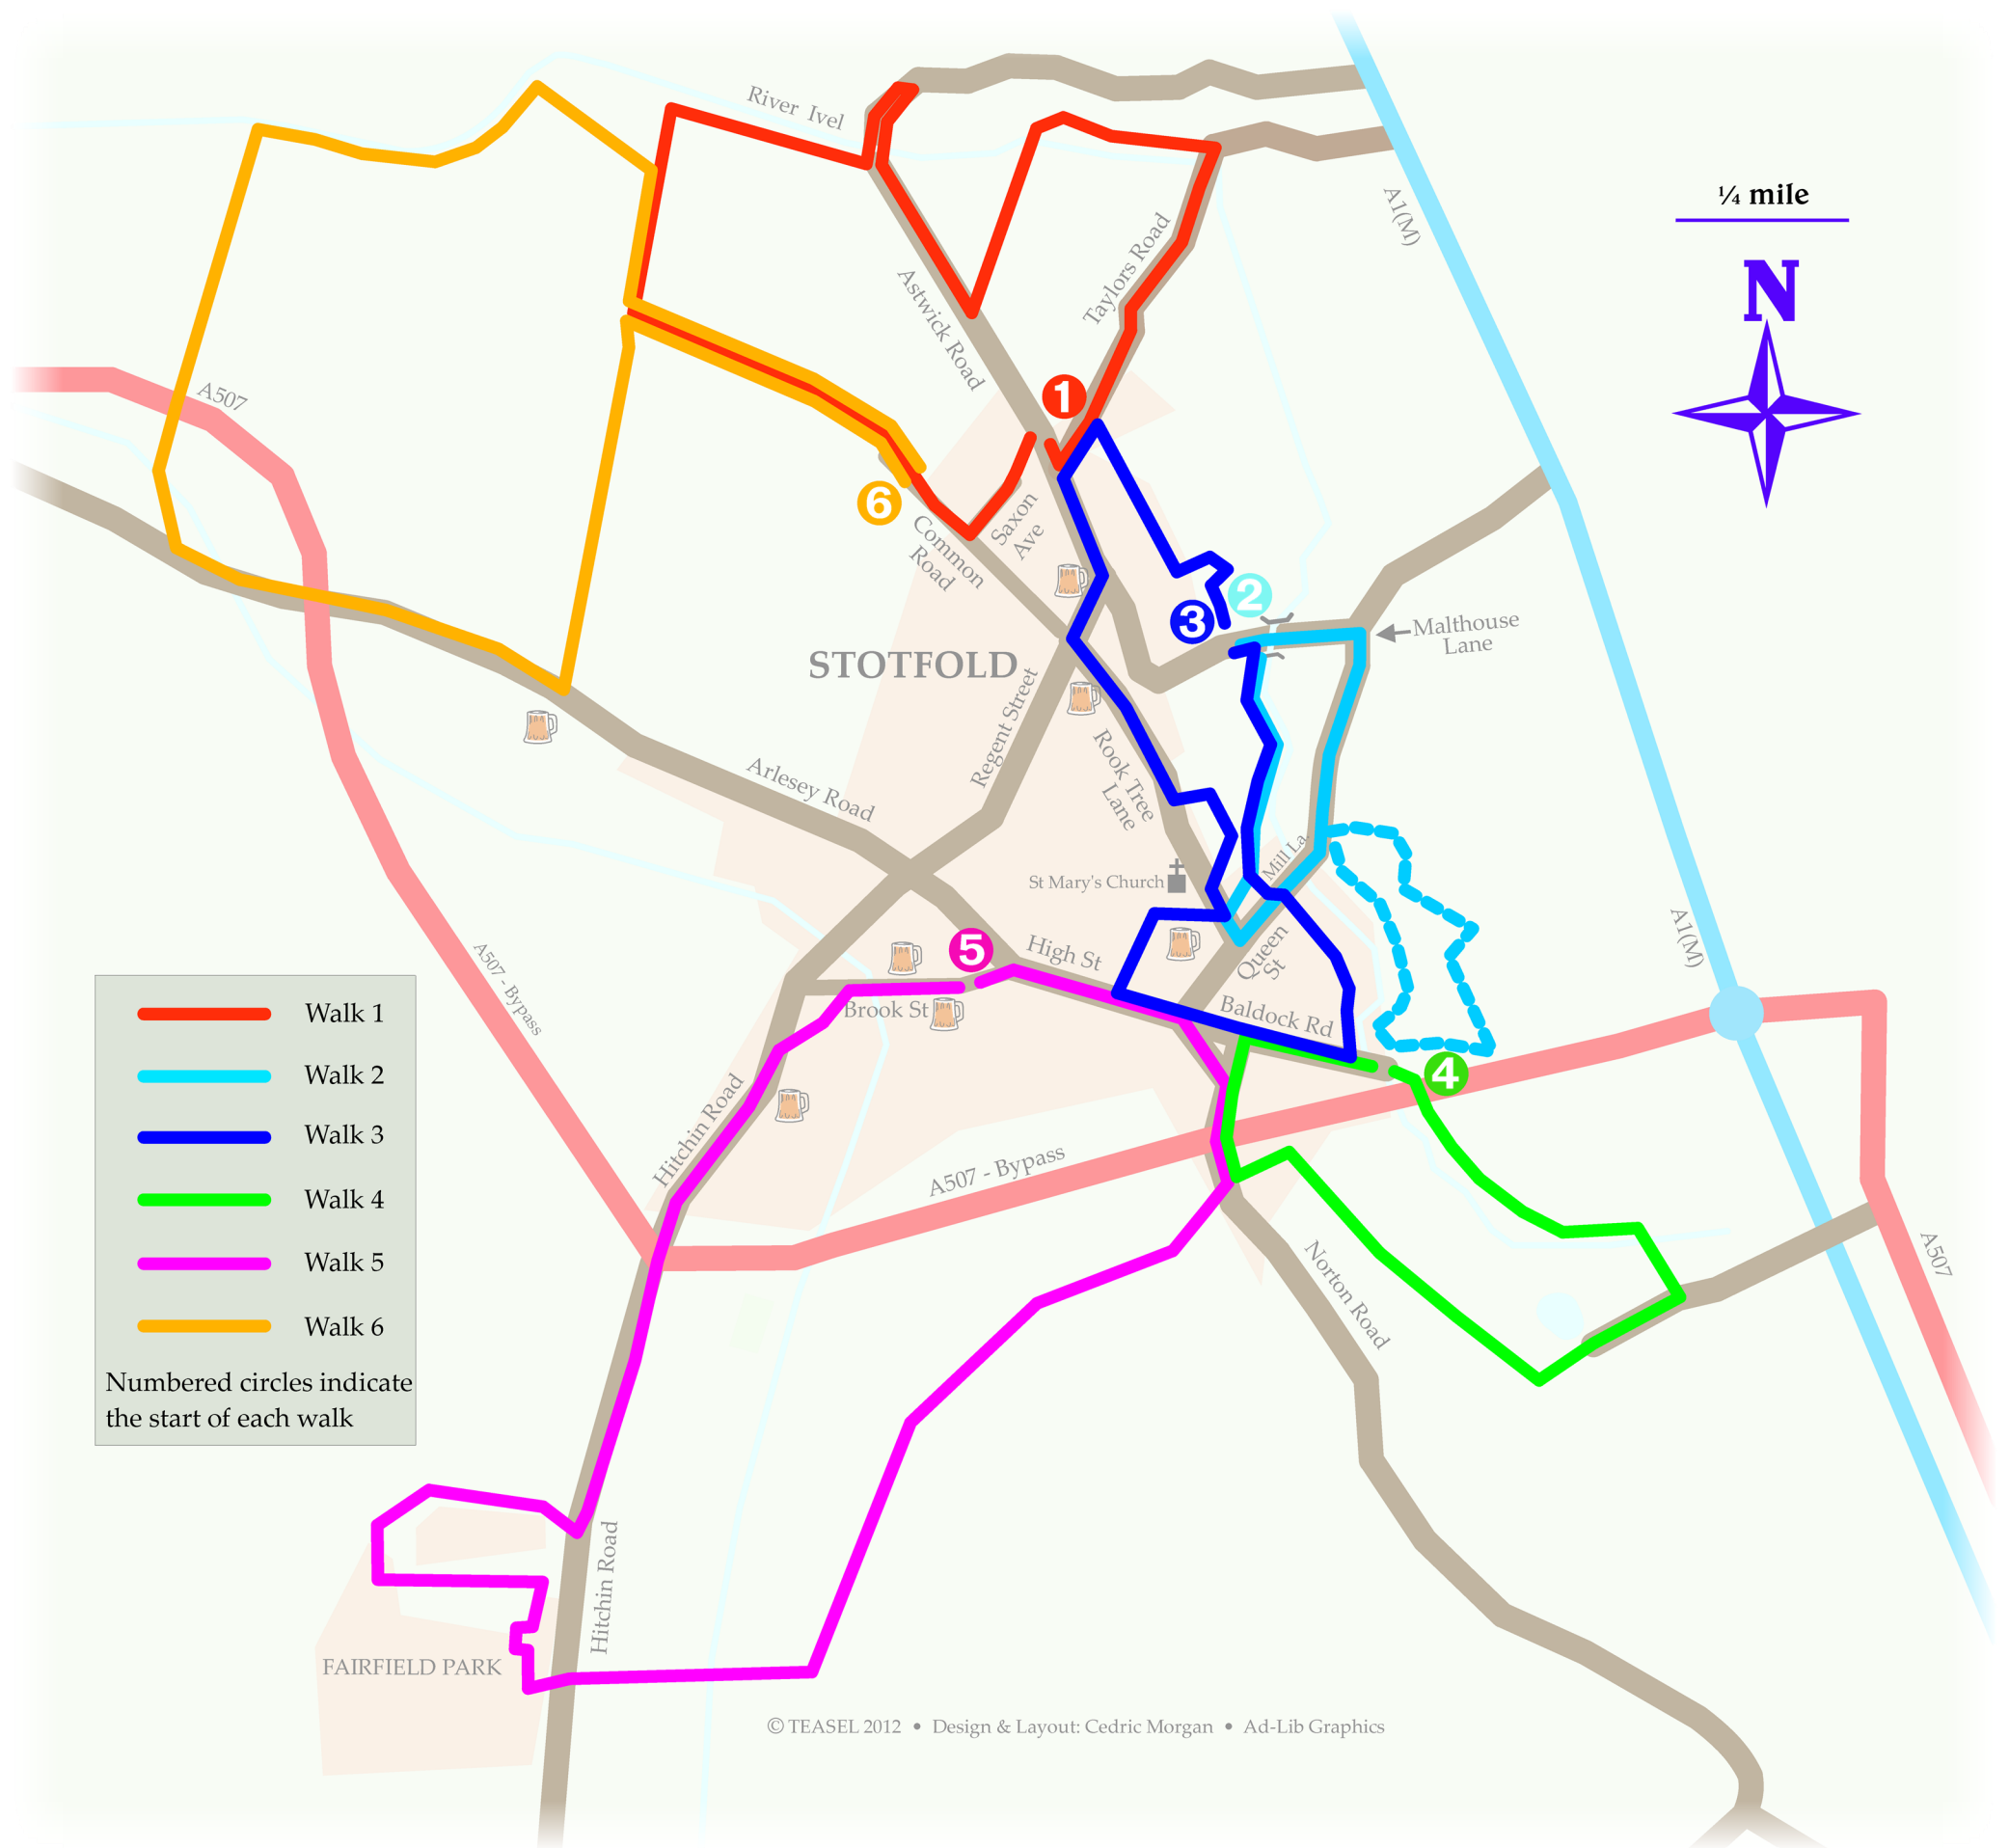 River Ivel
A1(M)
¼ mile
N
Taylors Road
Astwick Road
A507
1
6
Saxon
Ave
Common
Road
2
3
Malthouse
Lane
STOTFOLD
Regent Street
Rook Tree
Lane
Arlesey Road
Mill La.
St Mary's Church
5
High St
Queen
St
A1(M)
A507 - Bypass
Brook St
Baldock Rd
4
Hitchin Road
A507 - Bypass
Norton Road
A507
Walk 1
Walk 2
Walk 3
Walk 4
Walk 5
Walk 6
Numbered circles indicate
the start of each walk
Hitchin Road
FAIRFIELD PARK
© TEASEL 2012 • Design & Layout: Cedric Morgan • Ad-Lib Graphics